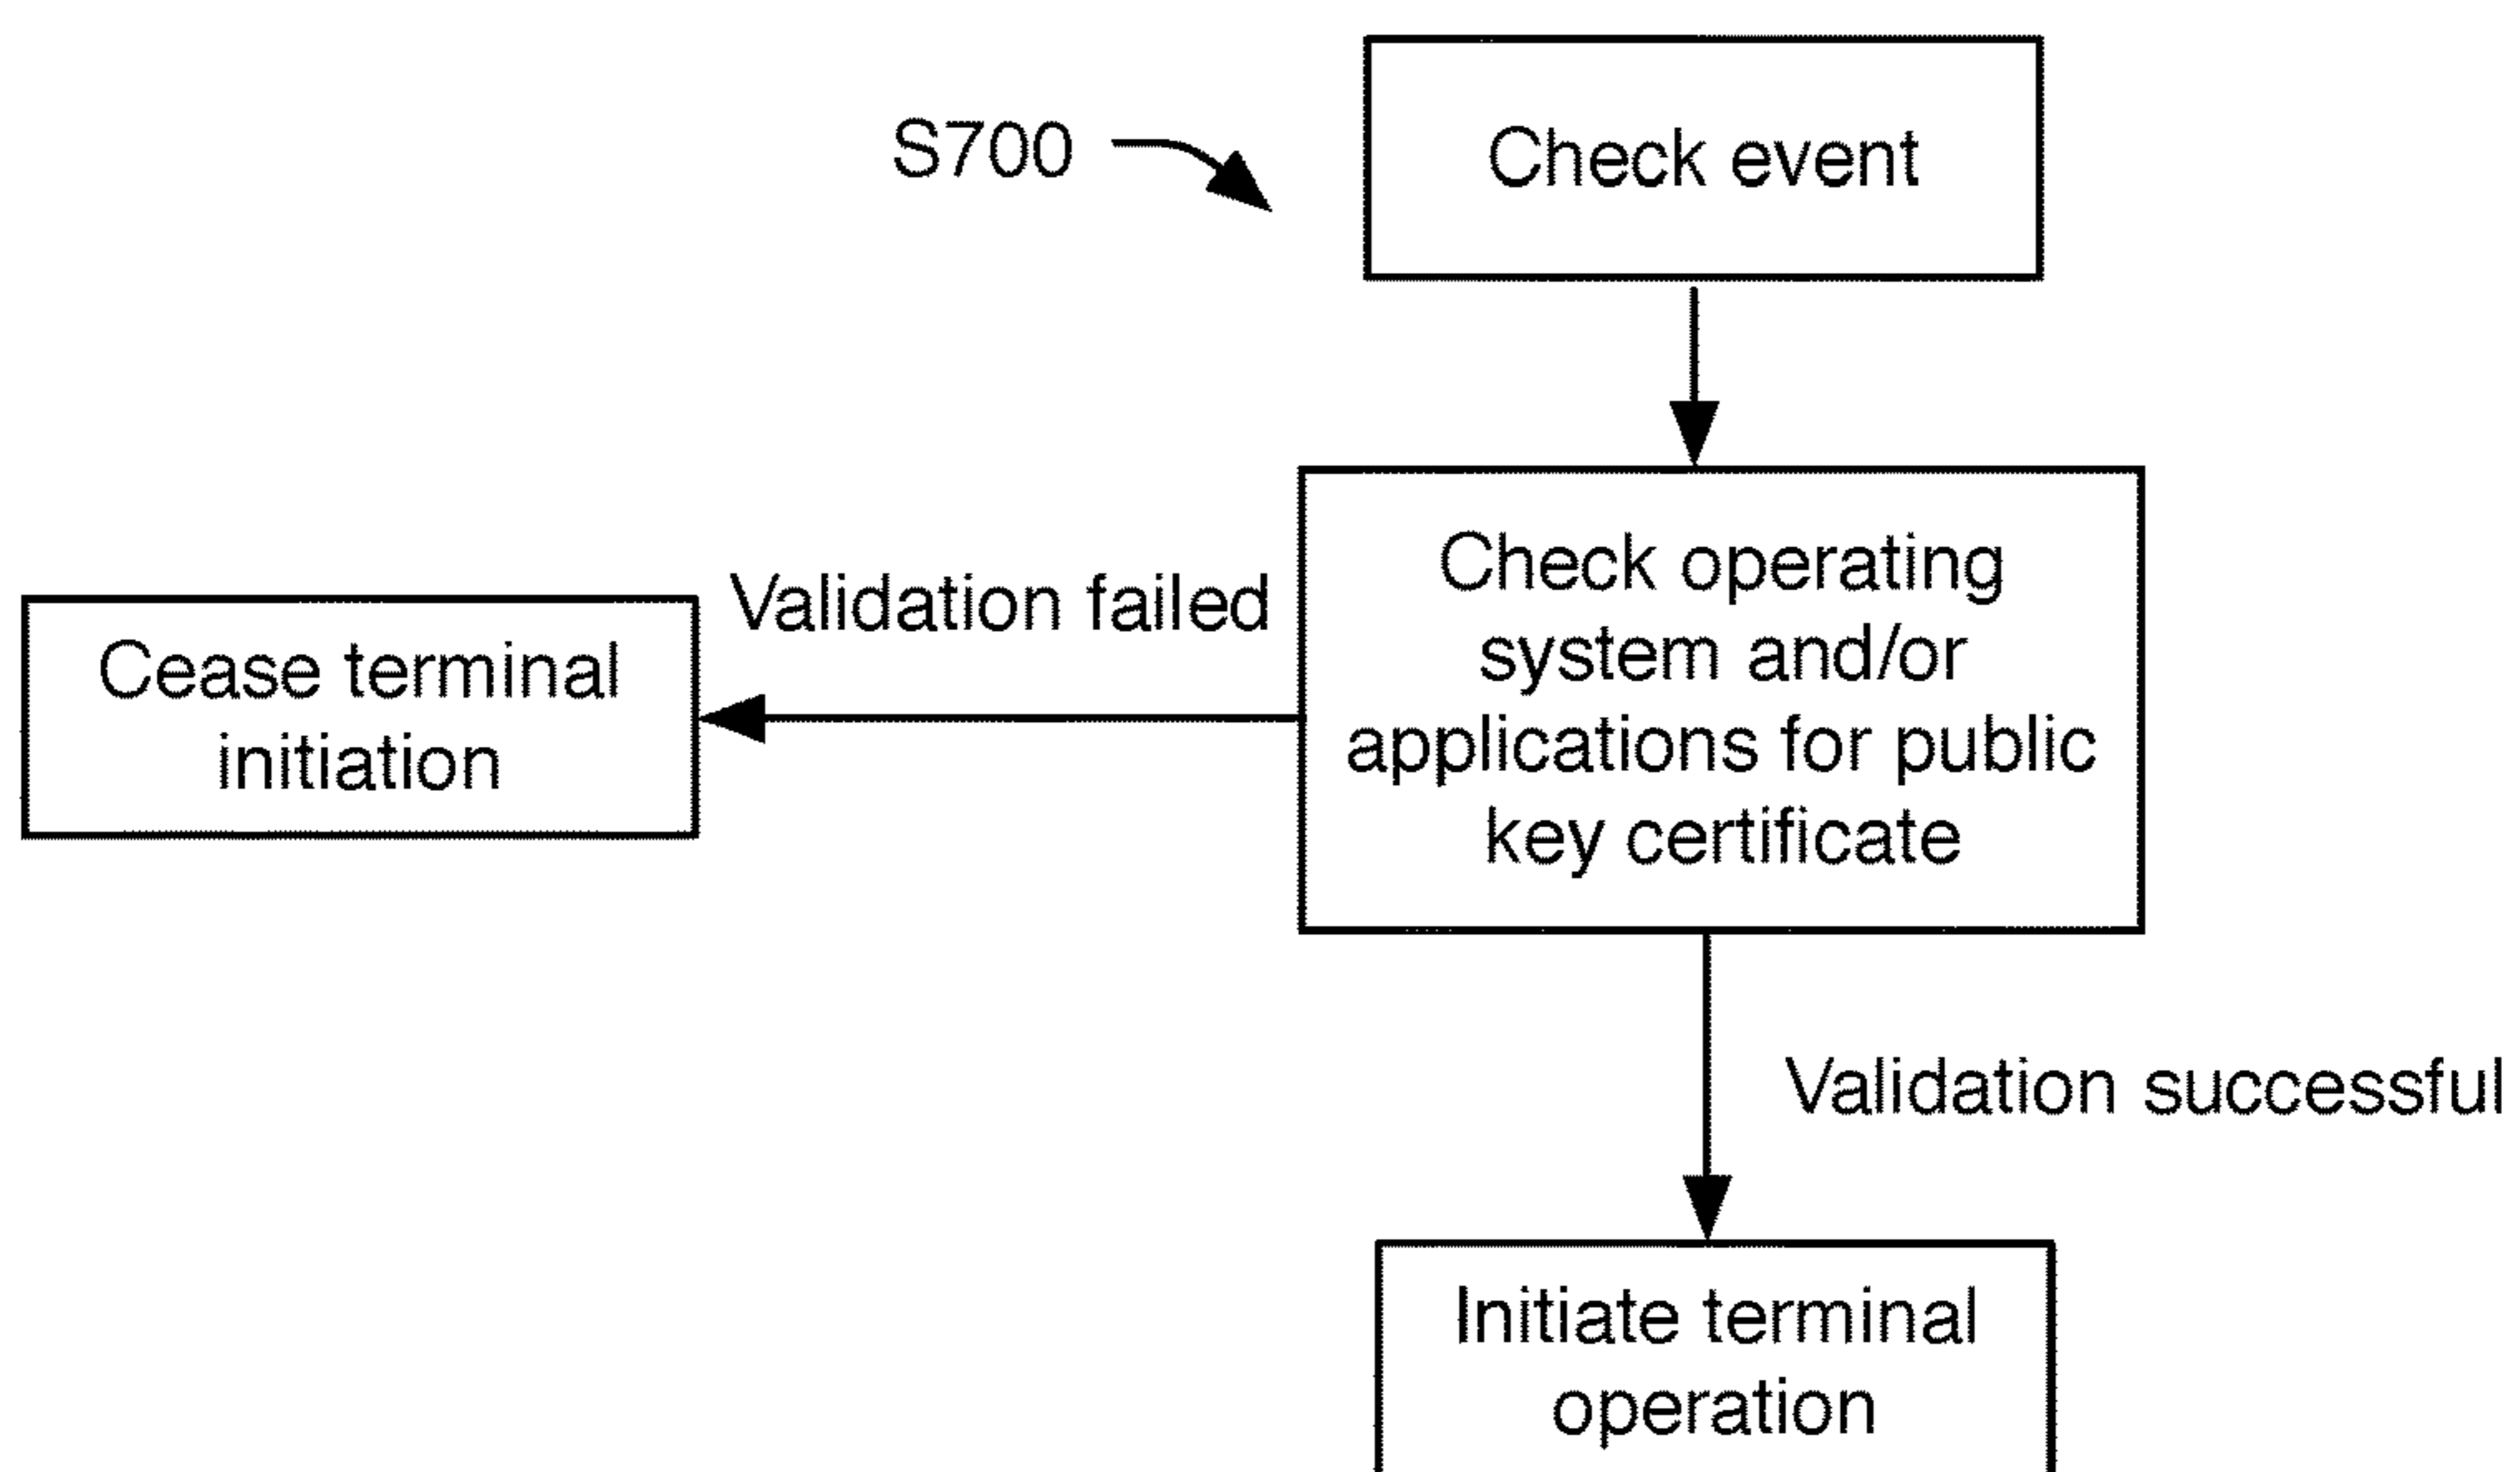 S700
Check event
Check operating
system and/or
applications for public
key certificate
Validation failed
Cease terminal
initiation
Validation successful
Initiate terminal
operation